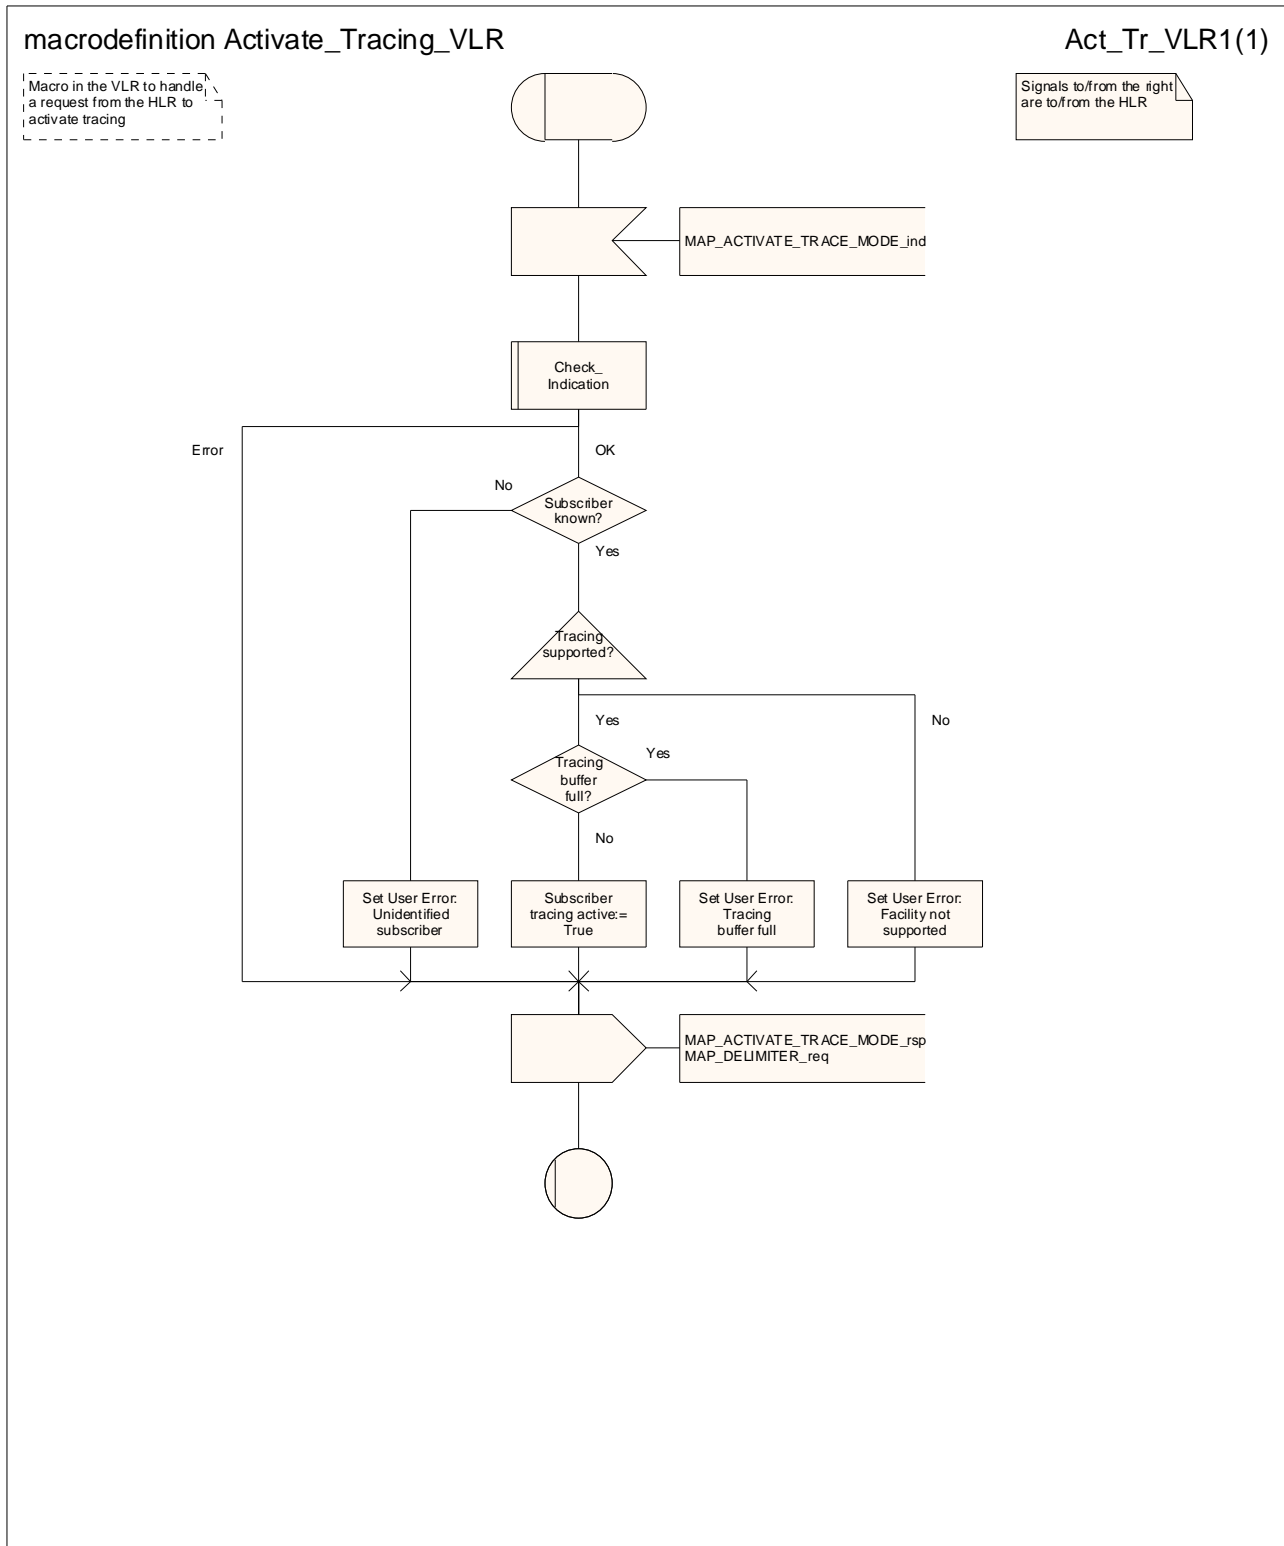 macrodefinition Activate_Tracing_VLR
Act_Tr_VLR1(1)
Macro in the VLR to handle
a request from the HLR to
activate tracing
Signals to/from the right
are to/from the HLR
MAP_ACTIVATE_TRACE_MODE_ind
Check_
Indication
Error
OK
No
Subscriber
known?
Yes
Tracing
supported?
Yes
No
Yes
Tracing
buffer
full?
No
Set User Error:
Unidentified
subscriber
Subscriber
tracing active:=
True
Set User Error:
Tracing
buffer full
Set User Error:
Facility not
supported
MAP_ACTIVATE_TRACE_MODE_rsp
MAP_DELIMITER_req